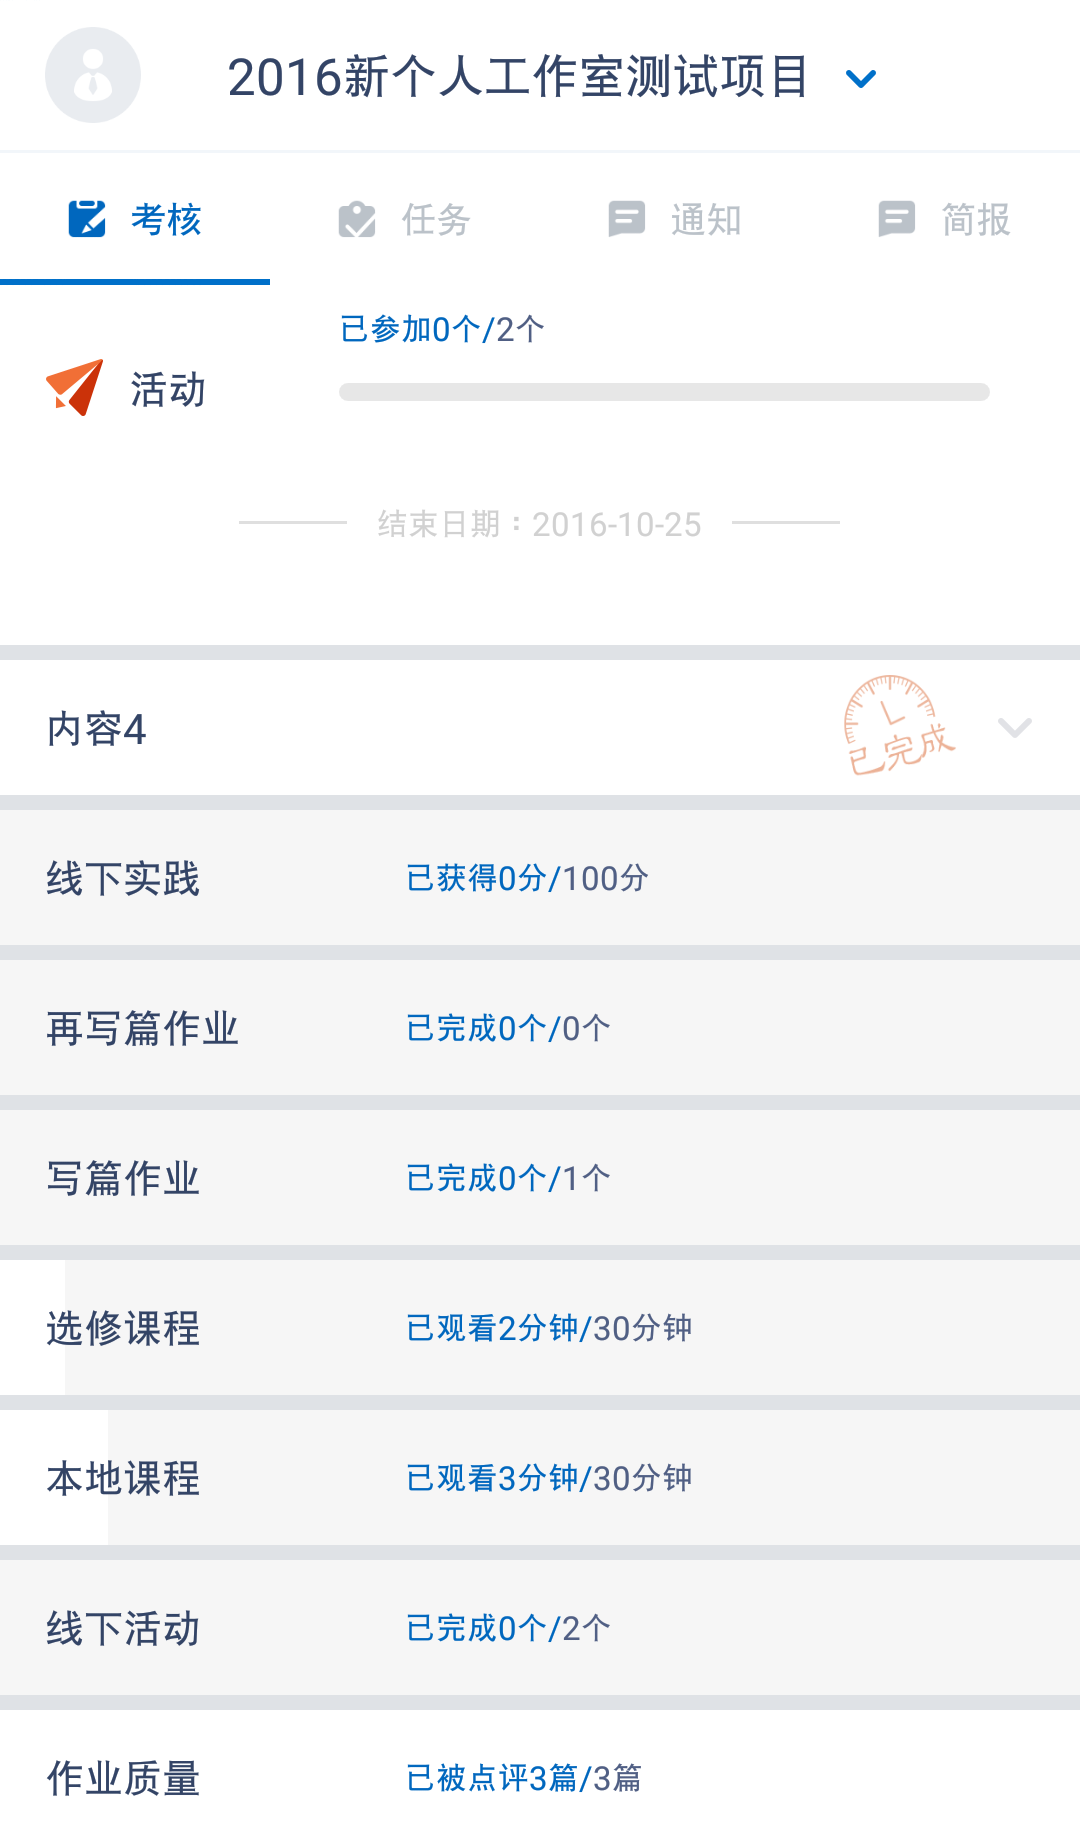 2016新个人工作室测试项目
考核 任务 通知 简报
已参加0个/2个
活动
结束日期：2016-10-25
内容4
已完成
线下实践 已获得0分/100分
再写篇作业 已完成0个/0个
写篇作业 已完成0个/1个
选修课程 已观看2分钟/30分钟
本地课程 已观看3分钟/30分钟
线下活动 已完成0个/2个
作业质量 已被点评3篇/3篇